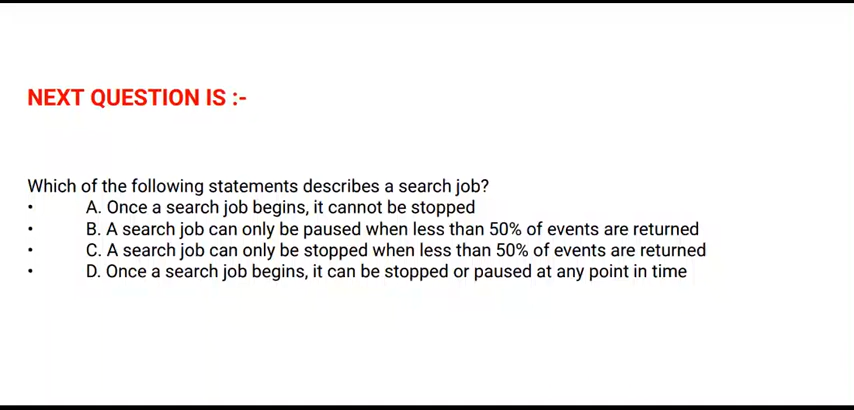 NEXT QUESTION IS :-
Which of the following statements describes a search job?
• A. Once a search job begins, it cannot be stopped
• B. A search job can only be paused when less than 50% of events are returned
• C. A search job can only be stopped when less than 50% of events are returned
• D. Once a search job begins, it can be stopped or paused at any point in time